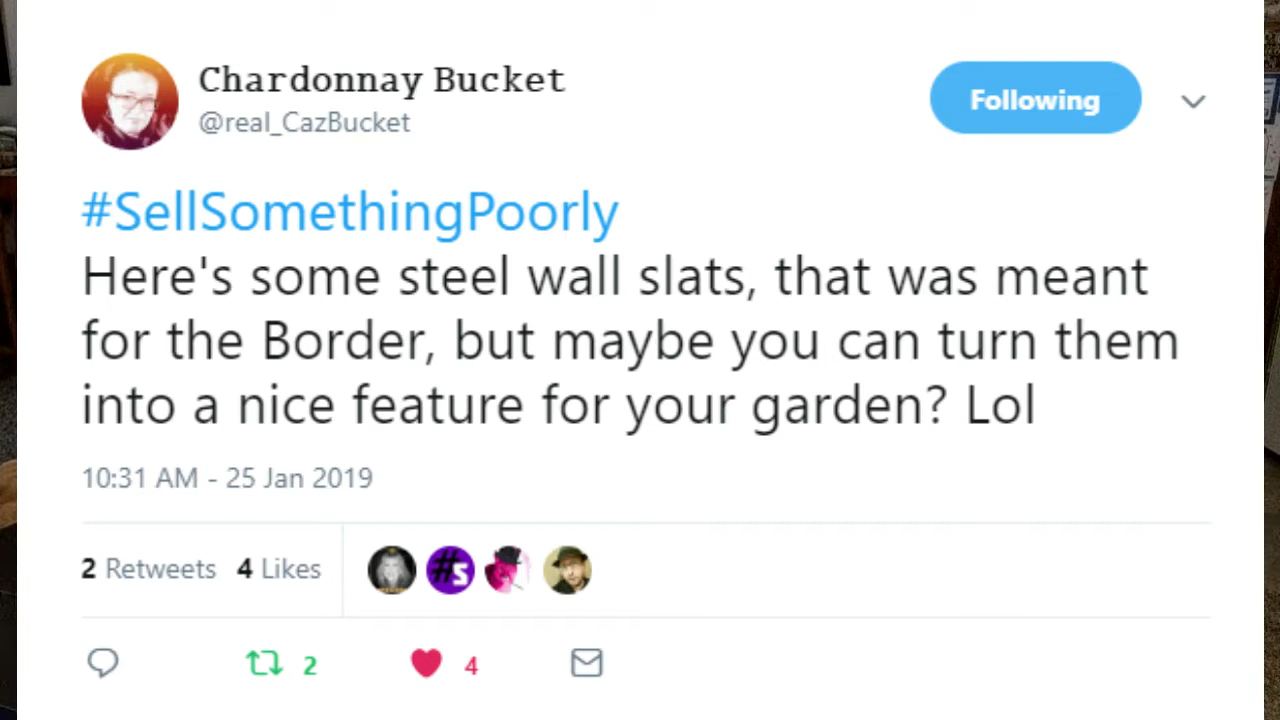 Chardonnay Bucket
@real_CazBucket
Following
#SellSomethingPoorly
Here's some steel wall slats, that was meant
for the Border, but maybe you can turn them
into a nice feature for your garden? Lol
10:31 AM - 25 Jan 2019
2 Retweets 4 Likes
#S
2 4